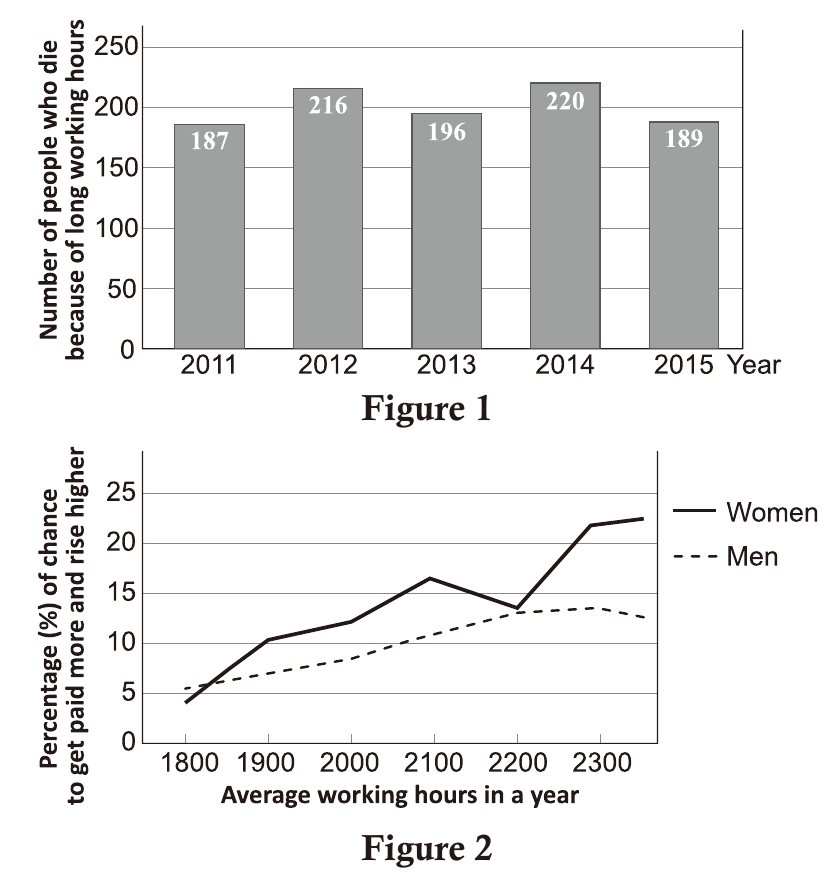 Number of people who die
because of long working hours
250
200
150
100
50
0
187
216
196
220
189
2011 2012 2013 2014 2015 Year
Figure 1
Percentage (%) of chance
to get paid more and rise higher
25
20
15
10
5
0
Women
Men
1800 1900 2000 2100 2200 2300
Average working hours in a year
Figure 2